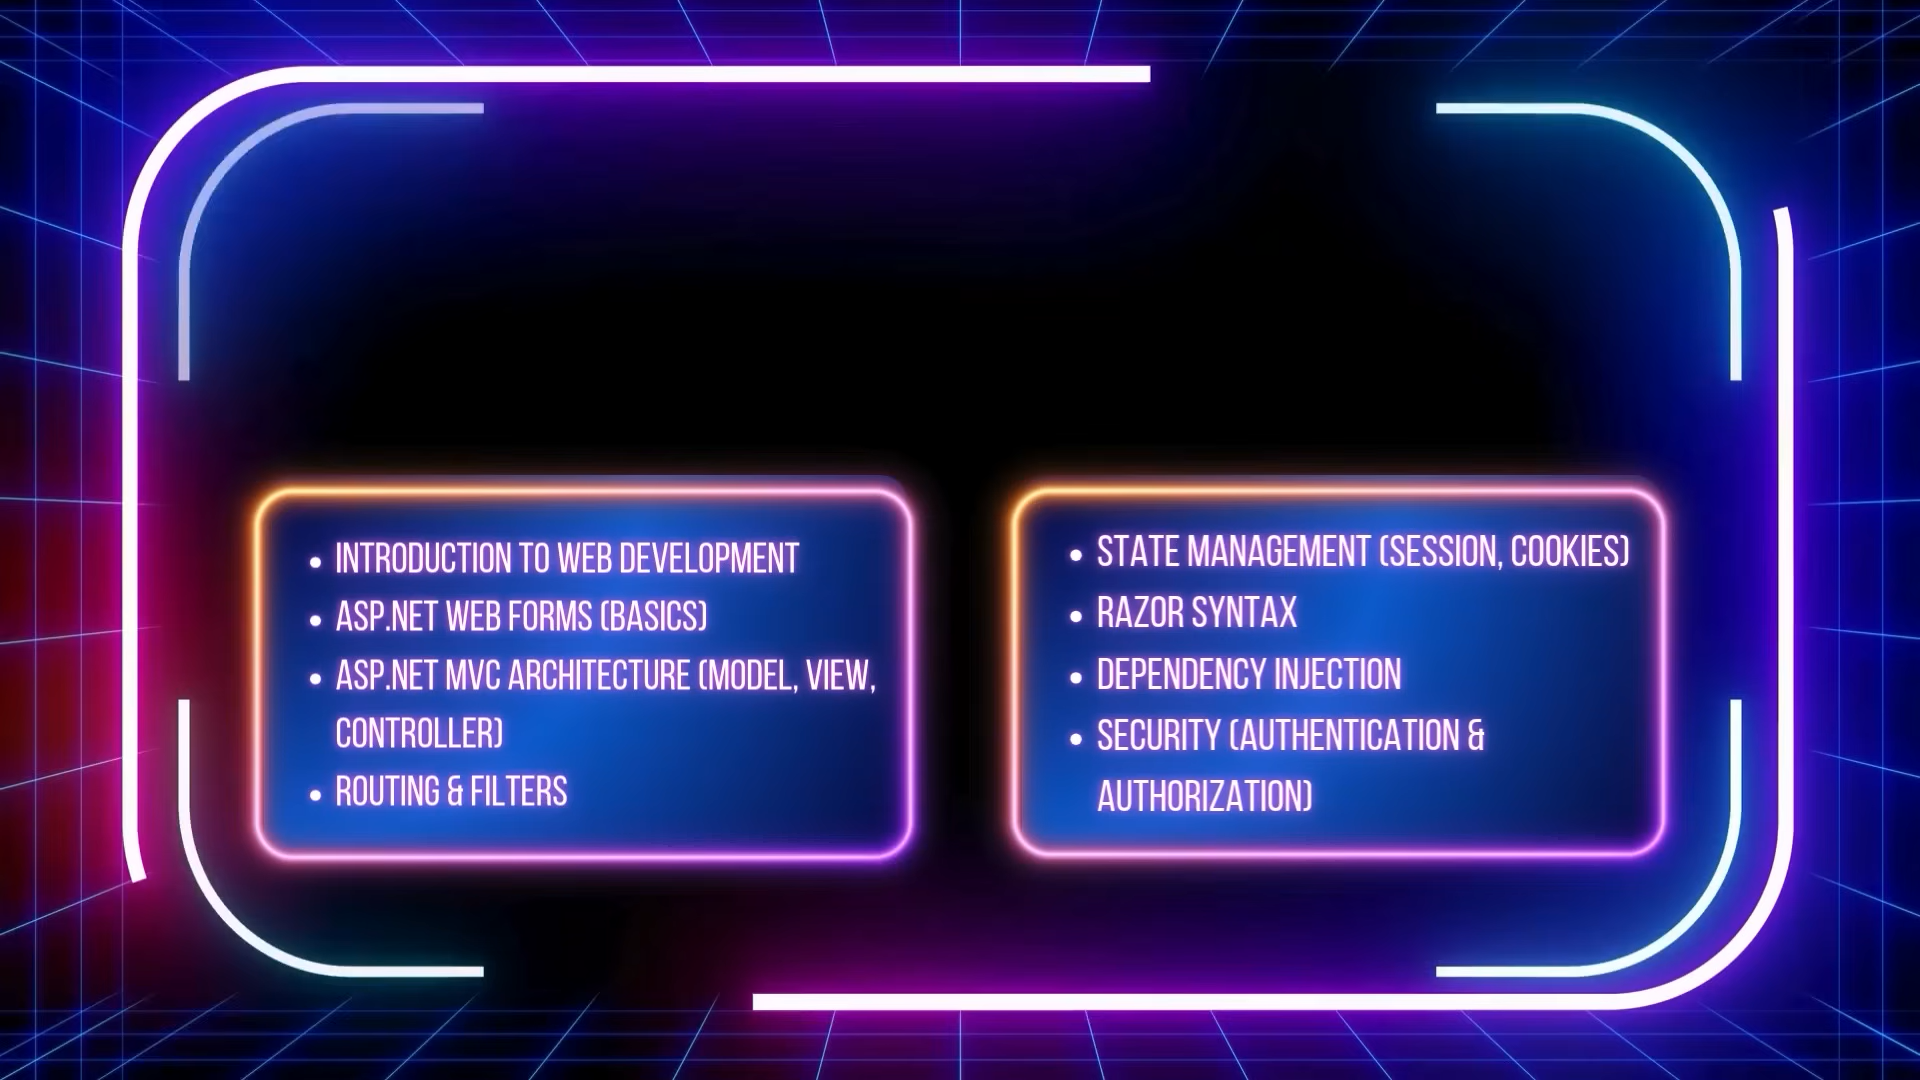 • INTRODUCTION TO WEB DEVELOPMENT
• ASP.NET WEB FORMS (BASICS)
• ASP.NET MVC ARCHITECTURE (MODEL, VIEW,
CONTROLLER)
• ROUTING & FILTERS
• STATE MANAGEMENT (SESSION, COOKIES)
• RAZOR SYNTAX
• DEPENDENCY INJECTION
• SECURITY (AUTHENTICATION &
AUTHORIZATION)